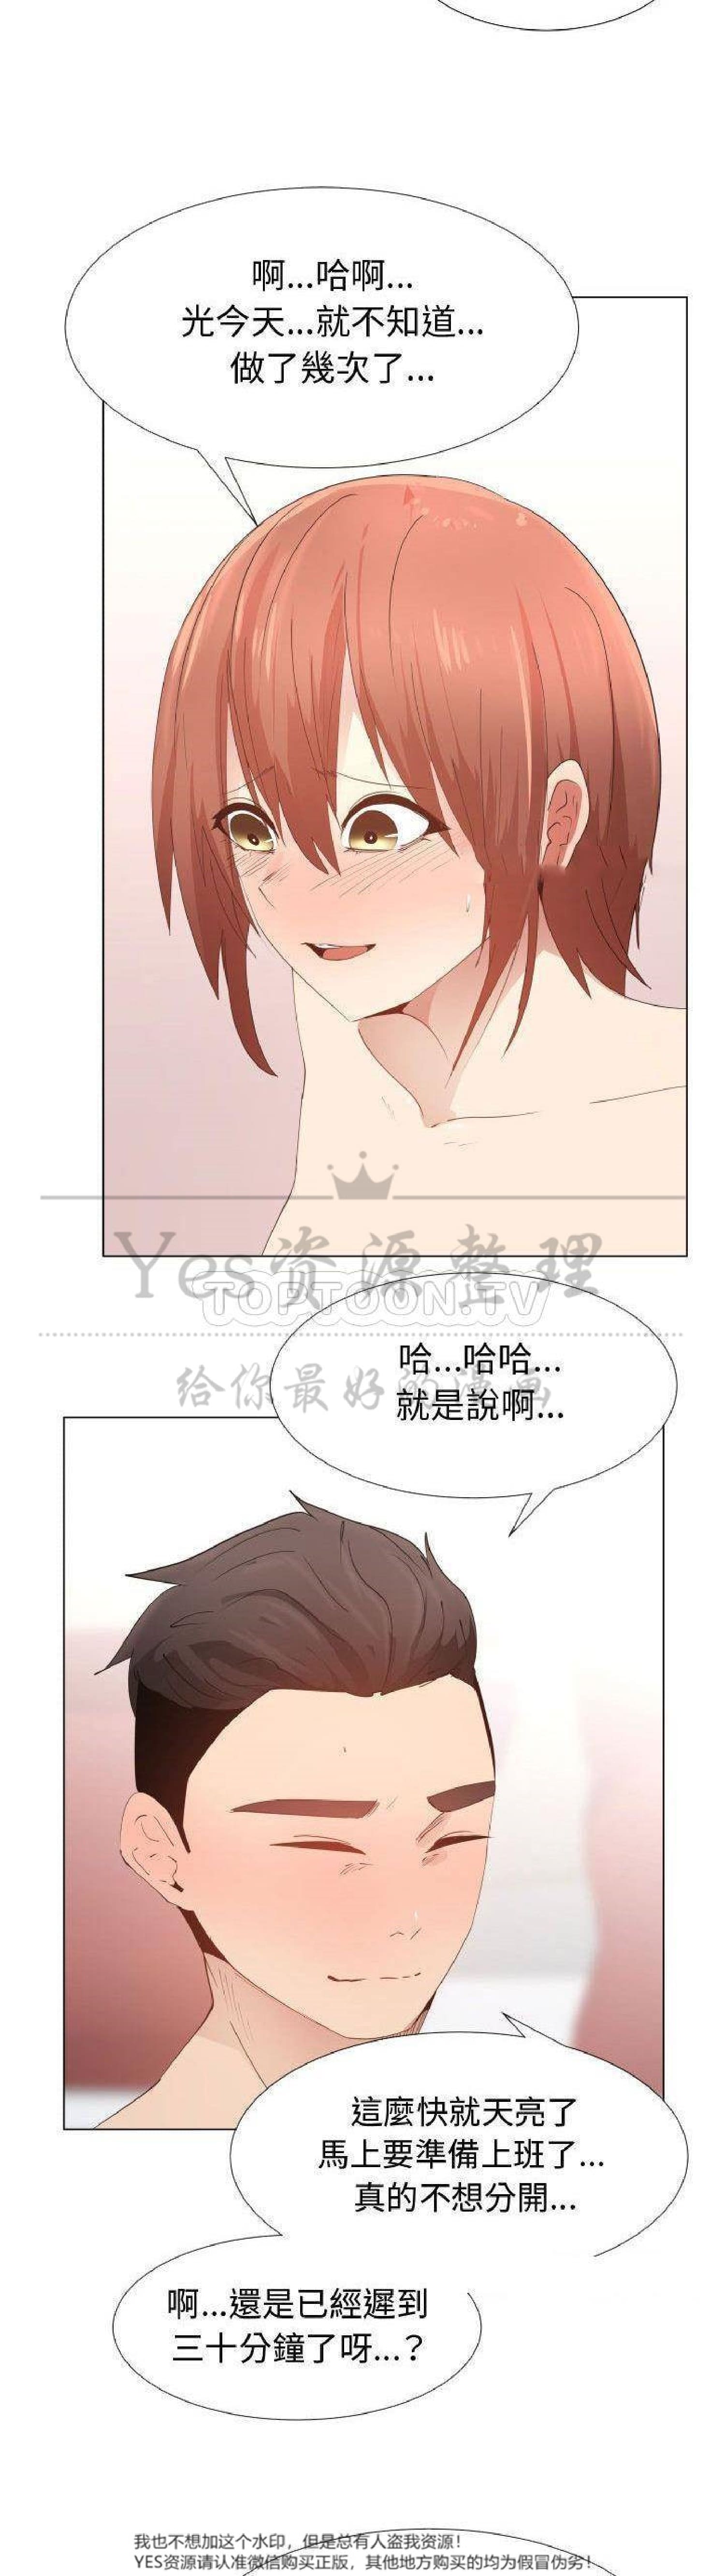 啊...哈啊...
光今天...就不知道...
做了幾次了...
Yes资源整理
TOPTOON.TV
给你最好的漫画
哈...哈哈...
就是說啊...
這麼快就天亮了
馬上要準備上班了...
真的不想分開...
啊...還是已經遲到
三十分鐘了呀...？
我也不想加这个水印，但是总有人盗我资源！
YES资源请认准微信购买正版，其他地方购买的均为假冒伪劣！